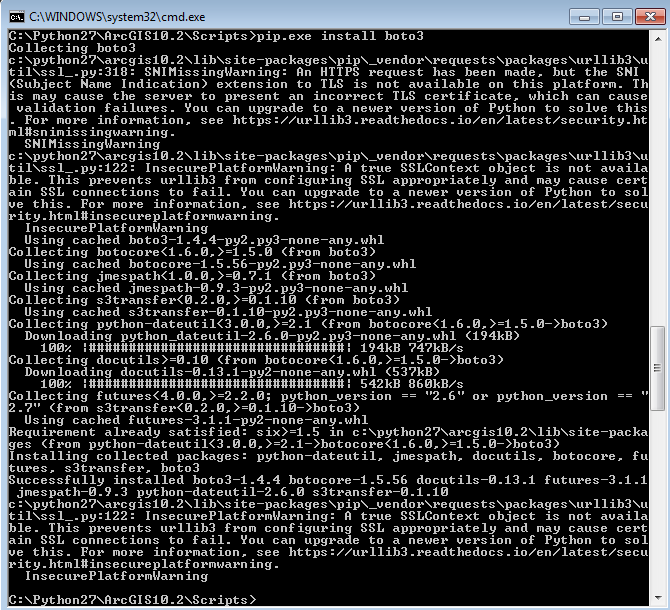 C:\WINDOWS\system32\cmd.exe
C:\Python27\ArcGIS10.2\Scripts>pip.exe install boto3
Collecting boto3
c:\python27\arcgis10.2\lib\site-packages\pip\_vendor\requests\packages\urllib3\u
til\ssl_.py:318: SNIMissingWarning: An HTTPS request has been made, but the SNI
(Subject Name Indication) extension to TLS is not available on this platform. Th
is may cause the server to present an incorrect TLS certificate, which can cause
 validation failures. You can upgrade to a newer version of Python to solve this
. For more information, see https://urllib3.readthedocs.io/en/latest/security.ht
ml#snimissingwarning.
  SNIMissingWarning
c:\python27\arcgis10.2\lib\site-packages\pip\_vendor\requests\packages\urllib3\u
til\ssl_.py:122: InsecurePlatformWarning: A true SSLContext object is not availa
ble. This prevents urllib3 from configuring SSL appropriately and may cause cert
ain SSL connections to fail. You can upgrade to a newer version of Python to sol
ve this. For more information, see https://urllib3.readthedocs.io/en/latest/secu
rity.html#insecureplatformwarning.
  InsecurePlatformWarning
  Using cached boto3-1.4.4-py2.py3-none-any.whl
Collecting botocore<1.6.0,>=1.5.0 (from boto3)
  Using cached botocore-1.5.56-py2.py3-none-any.whl
Collecting jmespath<1.0.0,>=0.7.1 (from boto3)
  Using cached jmespath-0.9.3-py2.py3-none-any.whl
Collecting s3transfer<0.2.0,>=0.1.10 (from boto3)
  Using cached s3transfer-0.1.10-py2.py3-none-any.whl
Collecting python-dateutil<3.0.0,>=2.1 (from botocore<1.6.0,>=1.5.0->boto3)
  Downloading python_dateutil-2.6.0-py2.py3-none-any.whl (194kB)
    100% |################################| 194kB 747kB/s
Collecting docutils>=0.10 (from botocore<1.6.0,>=1.5.0->boto3)
  Downloading docutils-0.13.1-py2-none-any.whl (537kB)
    100% |################################| 542kB 860kB/s
Collecting futures<4.0.0,>=2.2.0; python_version == "2.6" or python_version == "
2.7" (from s3transfer<0.2.0,>=0.1.10->boto3)
  Using cached futures-3.1.1-py2-none-any.whl
Requirement already satisfied: six>=1.5 in c:\python27\arcgis10.2\lib\site-packa
ges (from python-dateutil<3.0.0,>=2.1->botocore<1.6.0,>=1.5.0->boto3)
Installing collected packages: python-dateutil, jmespath, docutils, botocore, fu
tures, s3transfer, boto3
Successfully installed boto3-1.4.4 botocore-1.5.56 docutils-0.13.1 futures-3.1.1
 jmespath-0.9.3 python-dateutil-2.6.0 s3transfer-0.1.10
c:\python27\arcgis10.2\lib\site-packages\pip\_vendor\requests\packages\urllib3\u
til\ssl_.py:122: InsecurePlatformWarning: A true SSLContext object is not availa
ble. This prevents urllib3 from configuring SSL appropriately and may cause cert
ain SSL connections to fail. You can upgrade to a newer version of Python to sol
ve this. For more information, see https://urllib3.readthedocs.io/en/latest/secu
rity.html#insecureplatformwarning.
  InsecurePlatformWarning
C:\Python27\ArcGIS10.2\Scripts>